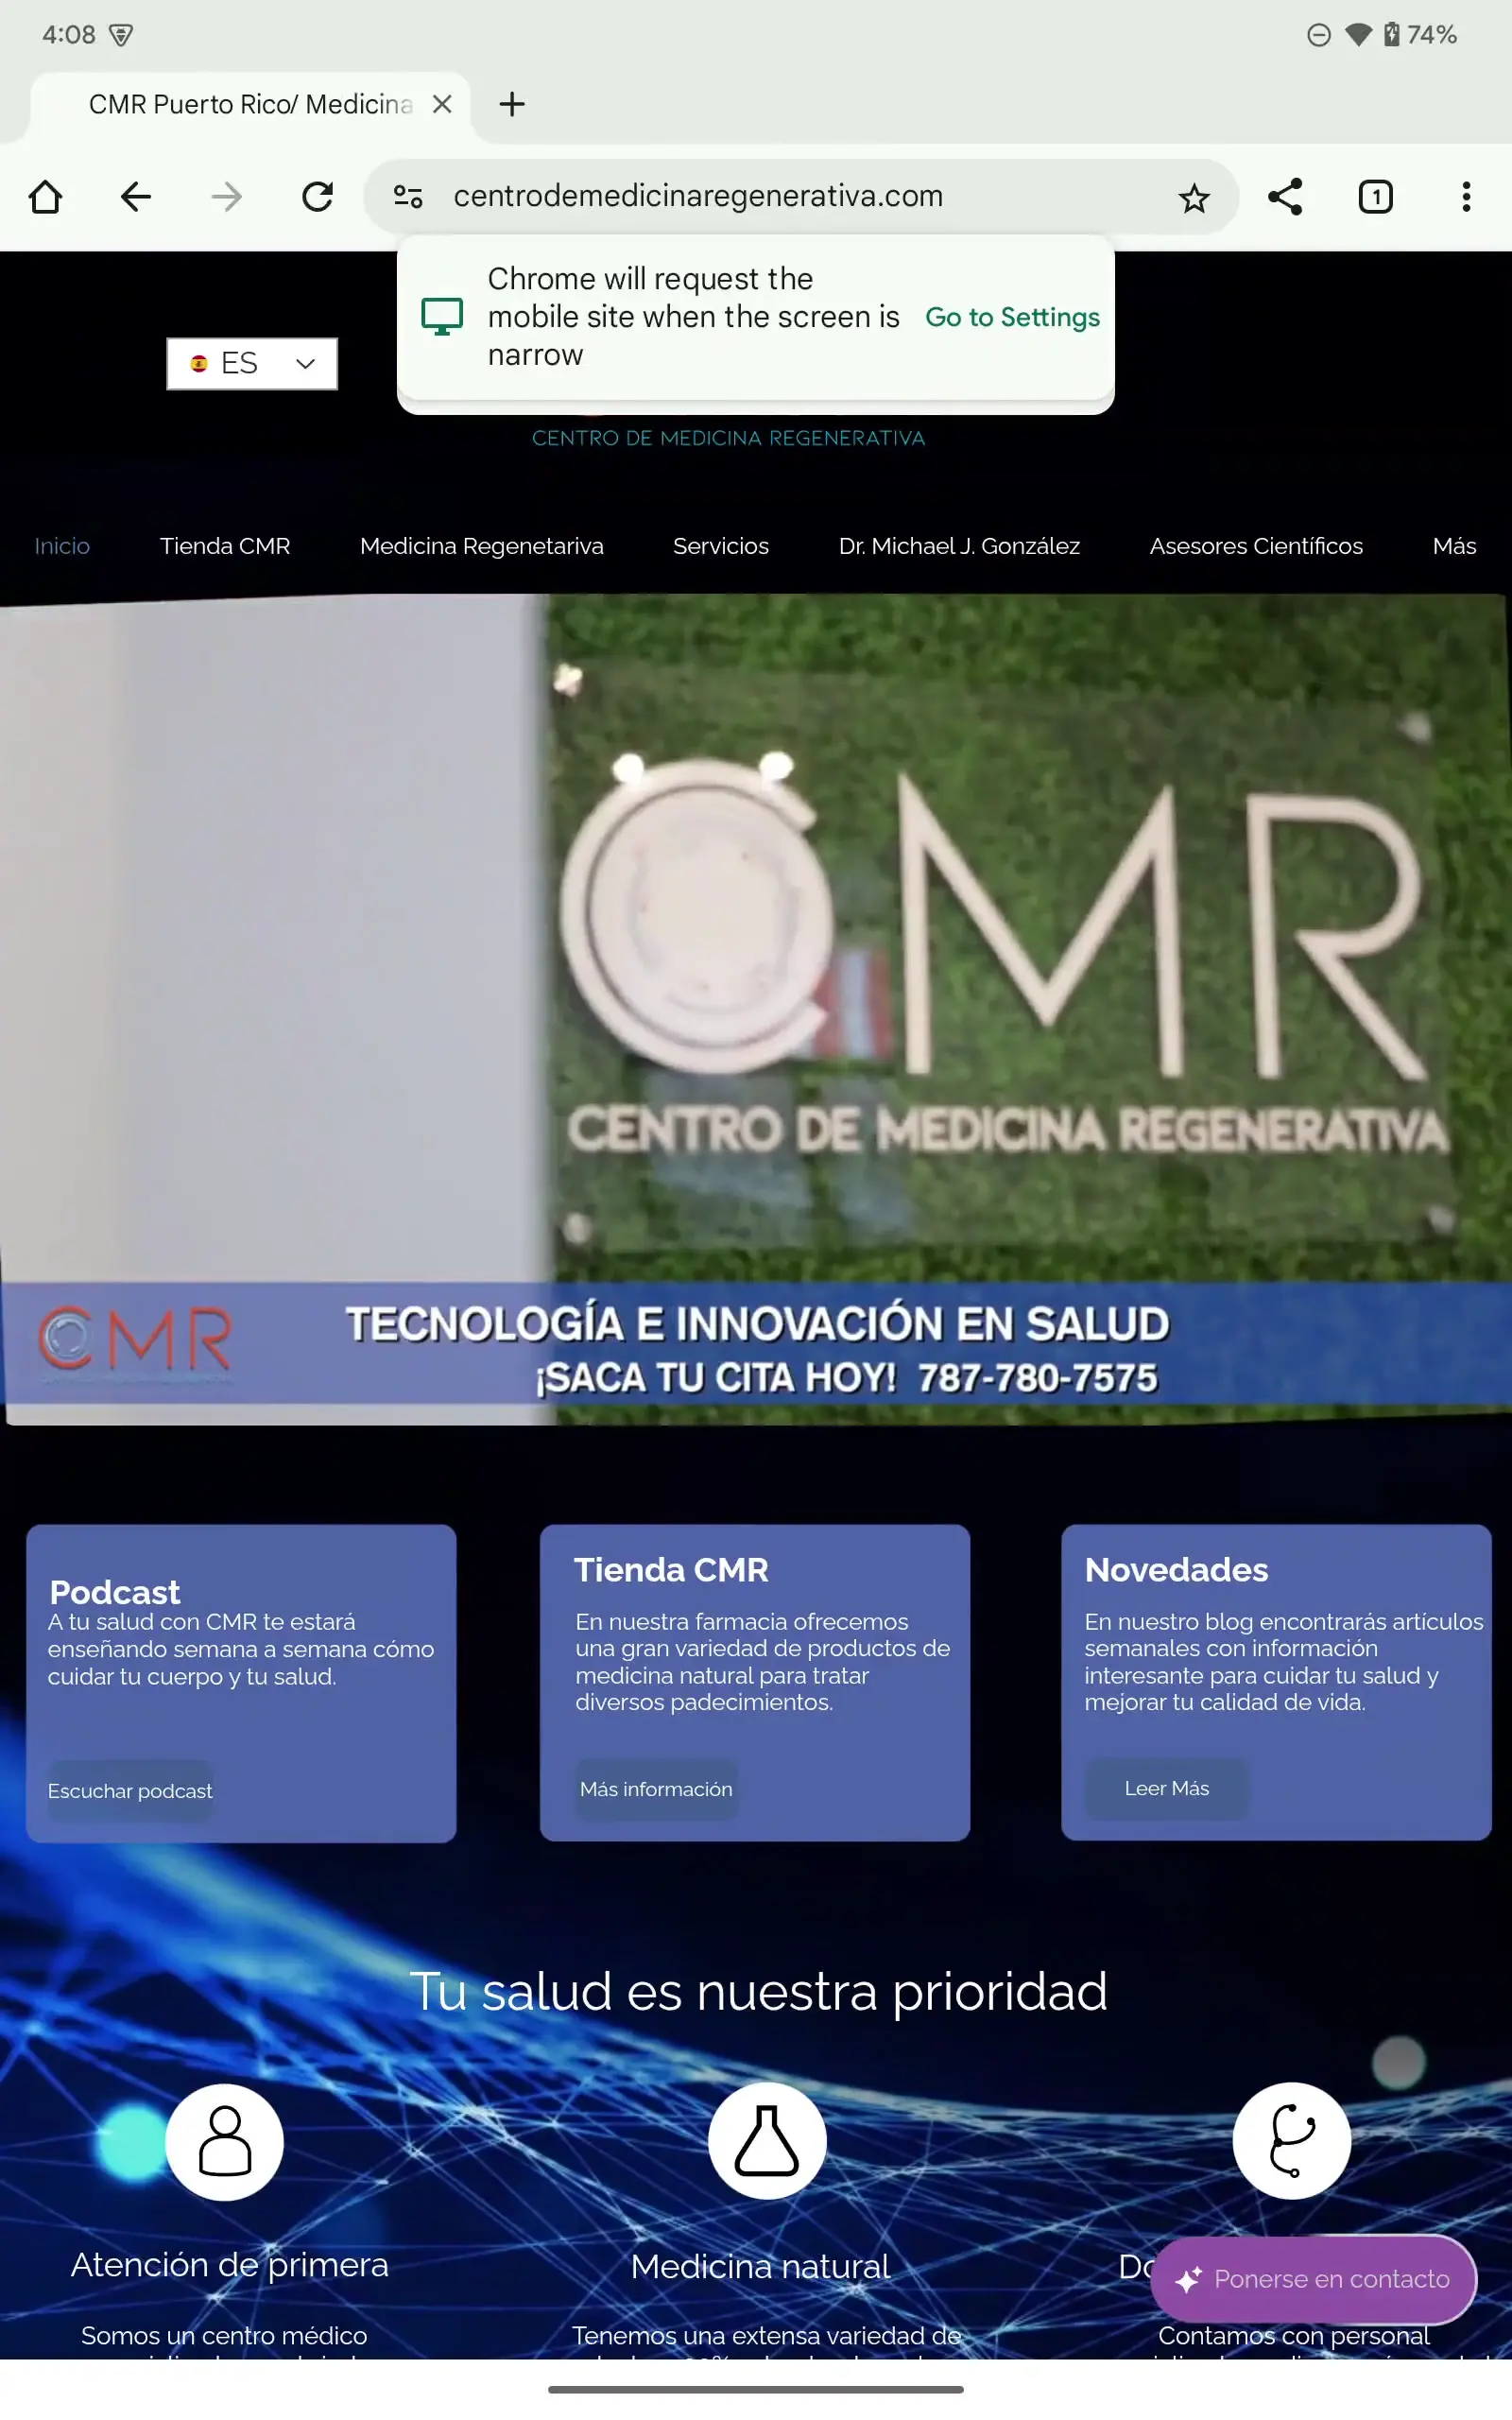 4:08
74%
CMR Puerto Rico/ Medicina
centrodemedicinaregenerativa.com
1
Chrome will request the
mobile site when the screen is
narrow
Go to Settings
ES
CENTRO DE MEDICINA REGENERATIVA
Inicio
Tienda CMR
Medicina Regenetariva
Servicios
Dr. Michael J. González
Asesores Científicos
Más
CMR
CENTRO DE MEDICINA REGENERATIVA
CMR
TECNOLOGÍA E INNOVACIÓN EN SALUD
¡SACA TU CITA HOY! 787-780-7575
Podcast
A tu salud con CMR te estará
enseñando semana a semana cómo
cuidar tu cuerpo y tu salud.
Escuchar podcast
Tienda CMR
En nuestra farmacia ofrecemos
una gran variedad de productos de
medicina natural para tratar
diversos padecimientos.
Más información
Novedades
En nuestro blog encontrarás artículos
semanales con información
interesante para cuidar tu salud y
mejorar tu calidad de vida.
Leer Más
Tu salud es nuestra prioridad
Atención de primera
Somos un centro médico
Medicina natural
Tenemos una extensa variedad de
Ponerse en contacto
Contamos con personal